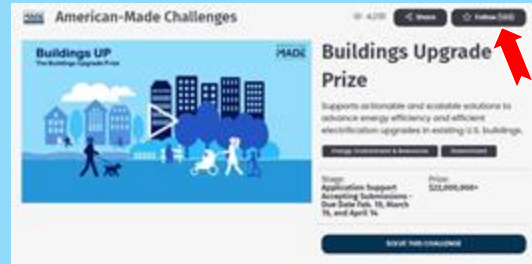 American-Made Challenges
Share
Follow
Buildings UP
The Buildings Upgrade Prize
MADE
Buildings Upgrade
Prize
Supports actionable and scalable solutions to
advance energy efficiency and efficient
electrification upgrades in existing U.S. buildings.
Energy, Environment & Resources
Government
Stage:
Application Support
Accepting Submissions -
Due Date Feb. 15, March
15, and April 14
Prize:
$22,000,000+
SOLVE THIS CHALLENGE